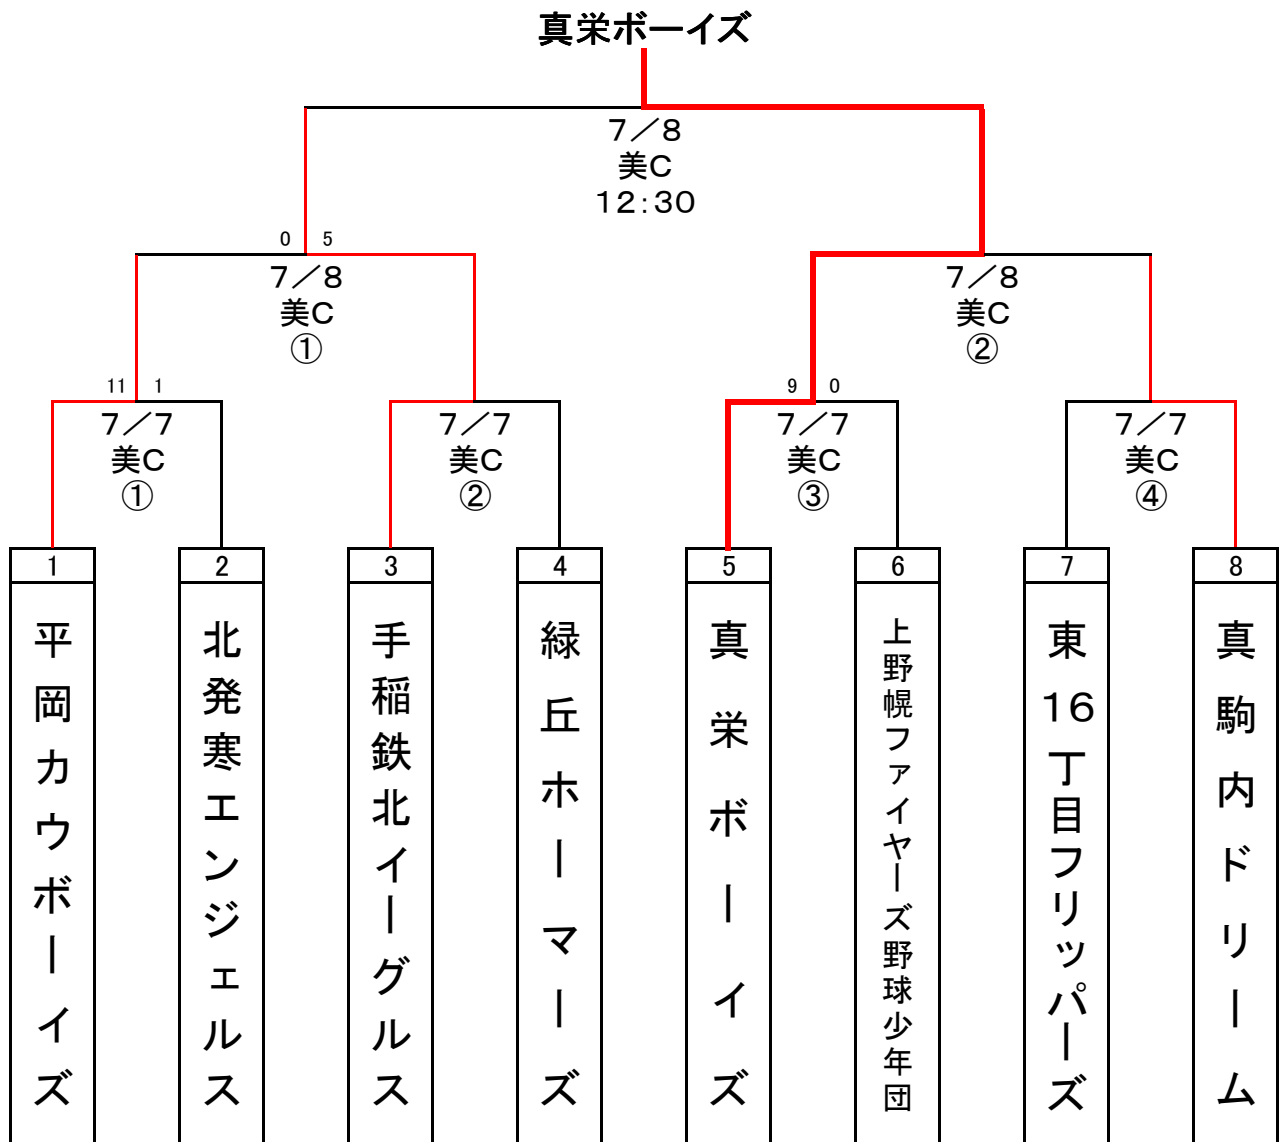 真栄ボーイズ
7／8
美C
12:30
0 5
7／8
美C
①
7／8
美C
②
11 1
7／7
美C
①
7／7
美C
②
9 0
7／7
美C
③
7／7
美C
④
1
平岡カウボーイズ
2
北発寒エンジェルス
3
手稲鉄北イーグルス
4
緑丘ホーマーズ
5
真栄ボーイズ
6
上野幌ファイヤーズ野球少年団
7
東16丁目フリッパーズ
8
真駒内ドリーム